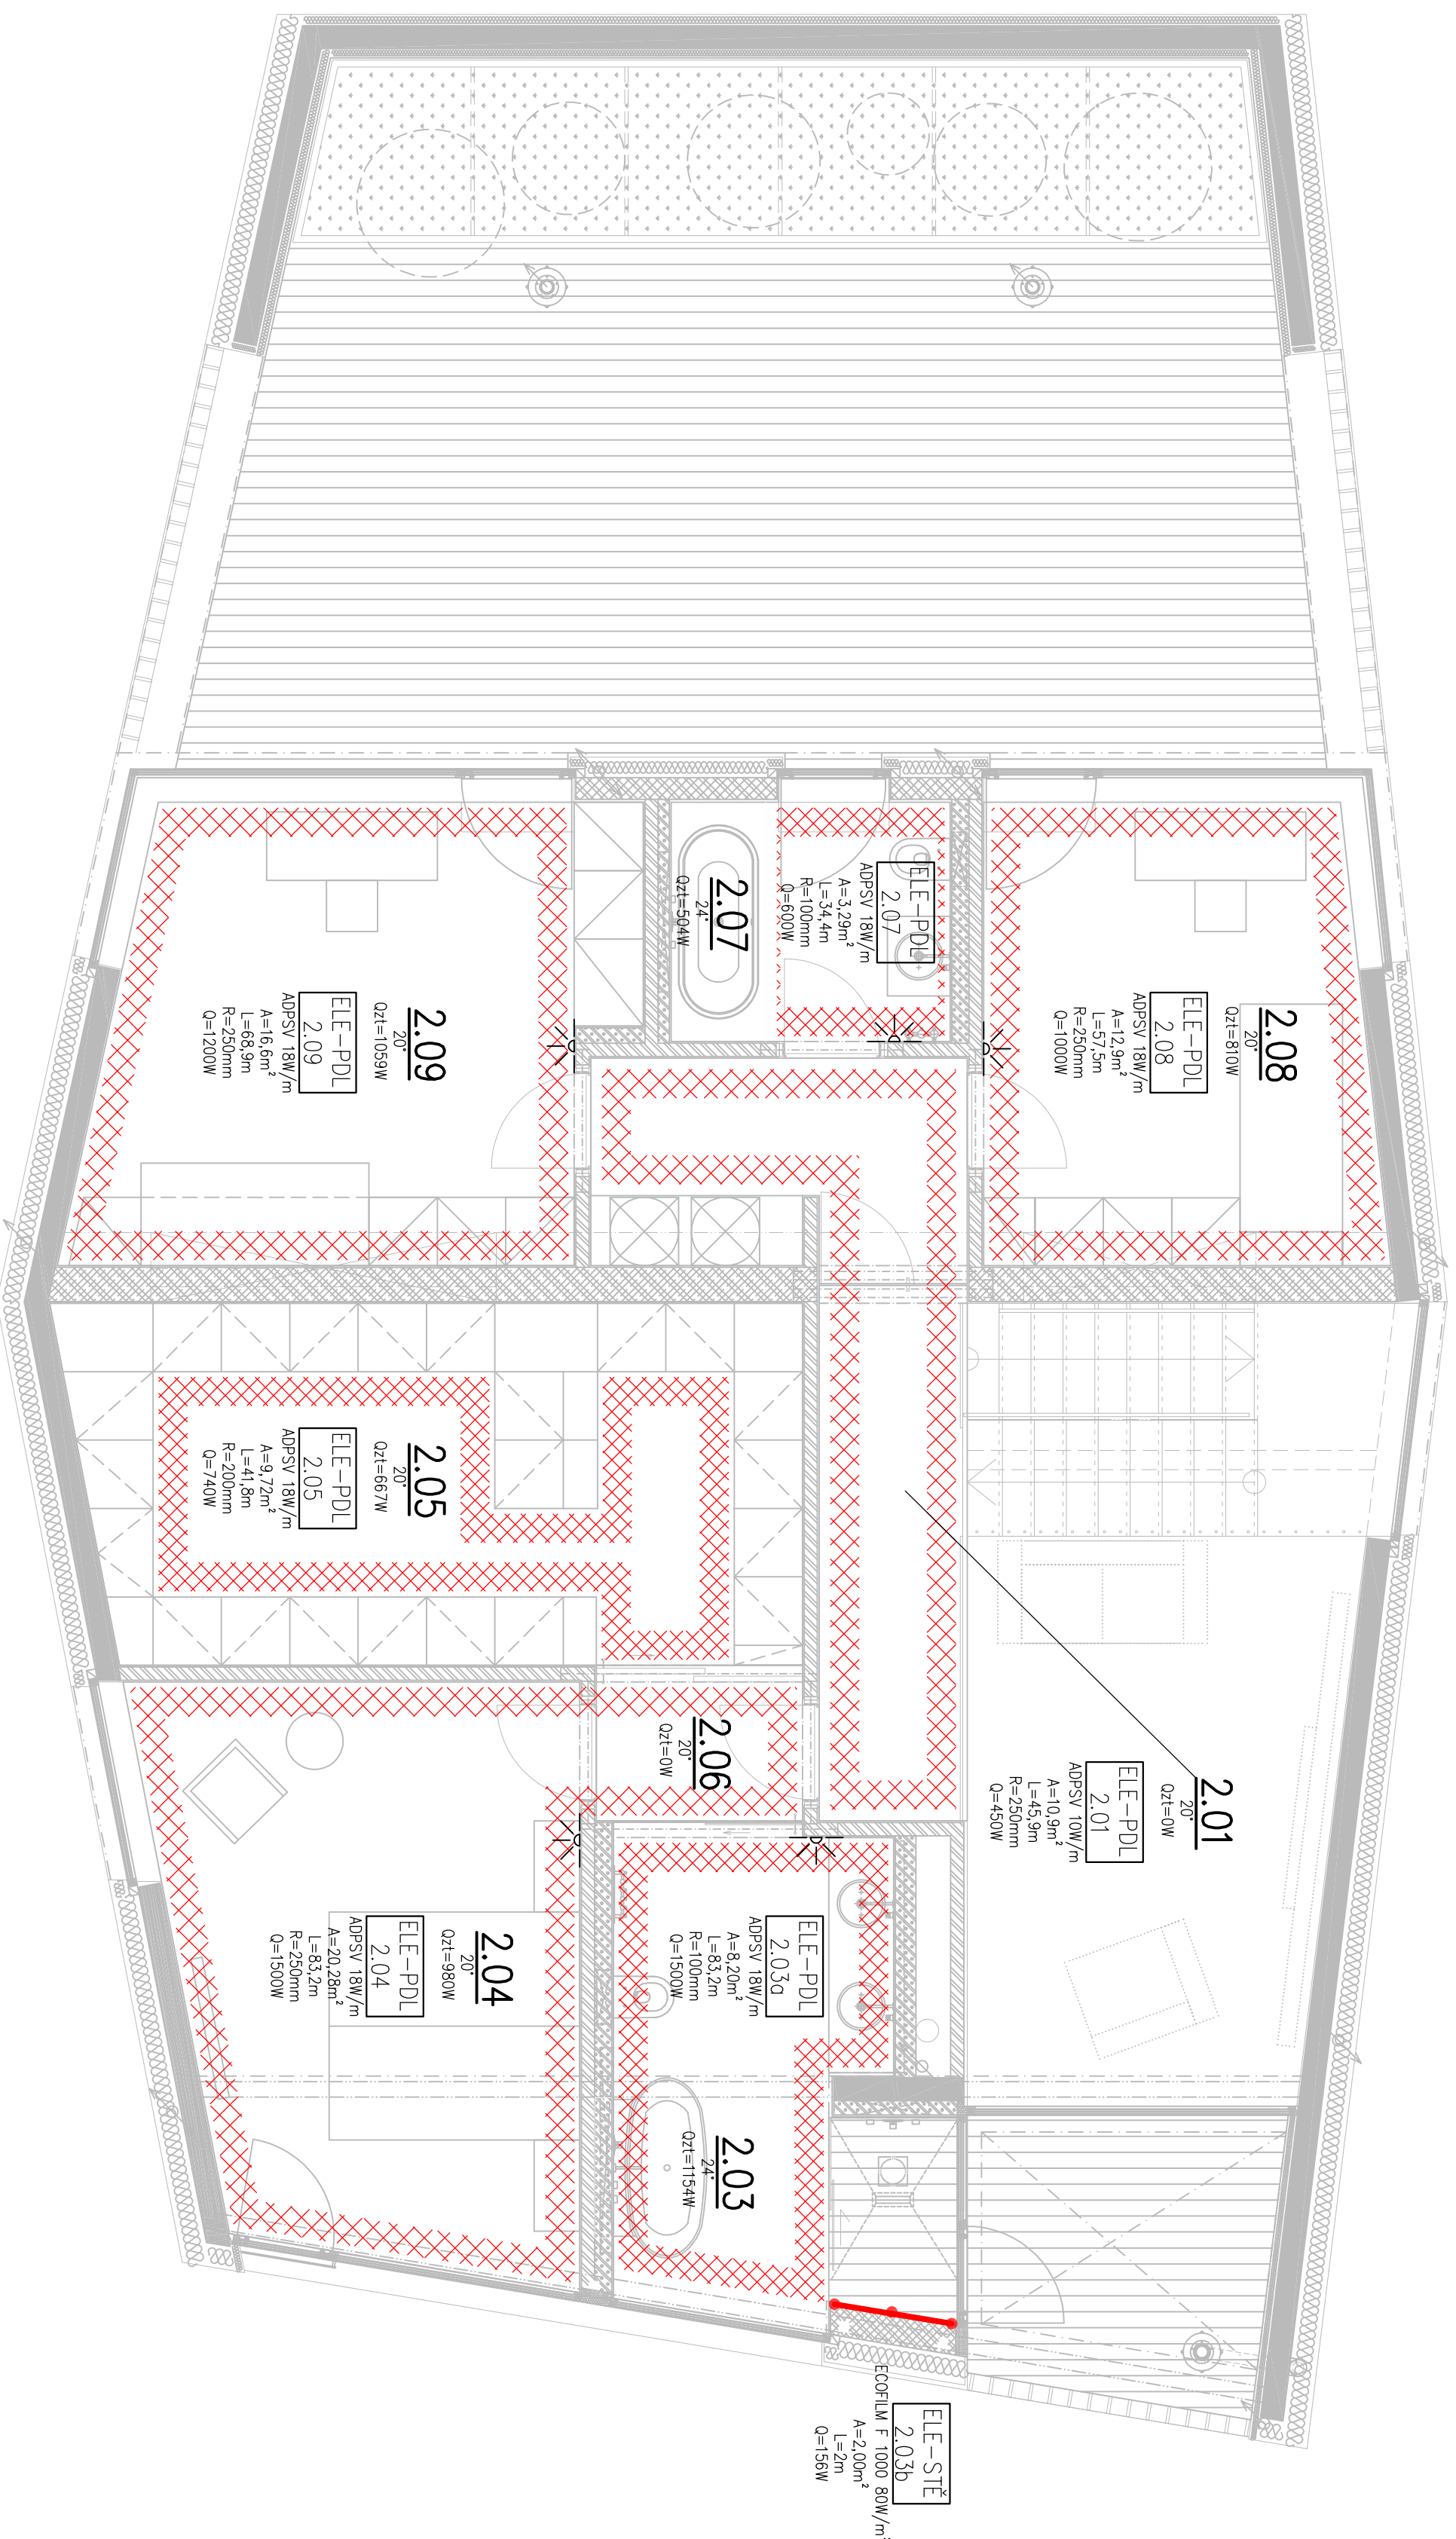 2.08
20°
Qzt=810W
ELE-PDL
2.08
ADPSV 18W/m
A=12,9m²
L=57,5m
R=250mm
Q=1000W
ELE-PDL
2.07
ADPSV 18W/m
A=3,29m²
L=34,4m
R=100mm
Q=600W
2.07
24°
Qzt=504W
2.09
20°
Qzt=1059W
ELE-PDL
2.09
ADPSV 18W/m
A=16,6m²
L=68,9m
R=250mm
Q=1200W
2.05
20°
Qzt=667W
ELE-PDL
2.05
ADPSV 18W/m
A=9,72m²
L=41,8m
R=200mm
Q=740W
2.01
20°
Qzt=0W
ELE-PDL
2.01
ADPSV 10W/m
A=10,9m²
L=45,9m
R=250mm
Q=450W
2.06
20°
Qzt=0W
ELE-PDL
2.03a
ADPSV 18W/m
A=8,20m²
L=83,2m
R=100mm
Q=1500W
2.04
20°
Qzt=980W
ELE-PDL
2.04
ADPSV 18W/m
A=20,28m²
L=83,2m
R=250mm
Q=1500W
2.03
24°
Qzt=1154W
ELE-STĚ
2.03b
ECOFILM F 1000 80W/m²
A=2,00m²
L=2m
Q=156W